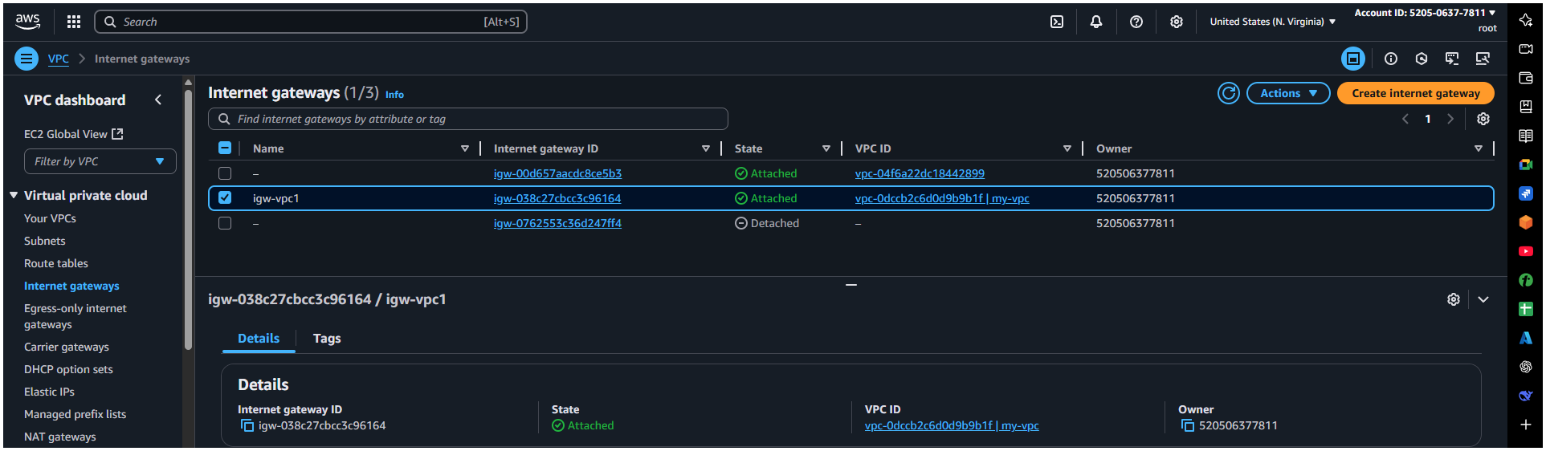 aws
Search [Alt+S]
United States (N. Virginia)
Account ID: 5205-0637-7811
root
VPC > Internet gateways
VPC dashboard
EC2 Global View
Filter by VPC
Virtual private cloud
Your VPCs
Subnets
Route tables
Internet gateways
Egress-only internet
gateways
Carrier gateways
DHCP option sets
Elastic IPs
Managed prefix lists
NAT gateways
Internet gateways (1/3) Info
Actions
Create internet gateway
Find internet gateways by attribute or tag
1
Name Internet gateway ID State VPC ID Owner
– igw-00d657aacdc8ce5b3 Attached vpc-04f6a22dc18442899 520506377811
igw-vpc1 igw-038c27cbcc3c96164 Attached vpc-0dccb2c6d0d9b9b1f | my-vpc 520506377811
– igw-0762553c36d247ff4 Detached – 520506377811
igw-038c27cbcc3c96164 / igw-vpc1
Details Tags
Details
Internet gateway ID State VPC ID Owner
igw-038c27cbcc3c96164 Attached vpc-0dccb2c6d0d9b9b1f | my-vpc 520506377811